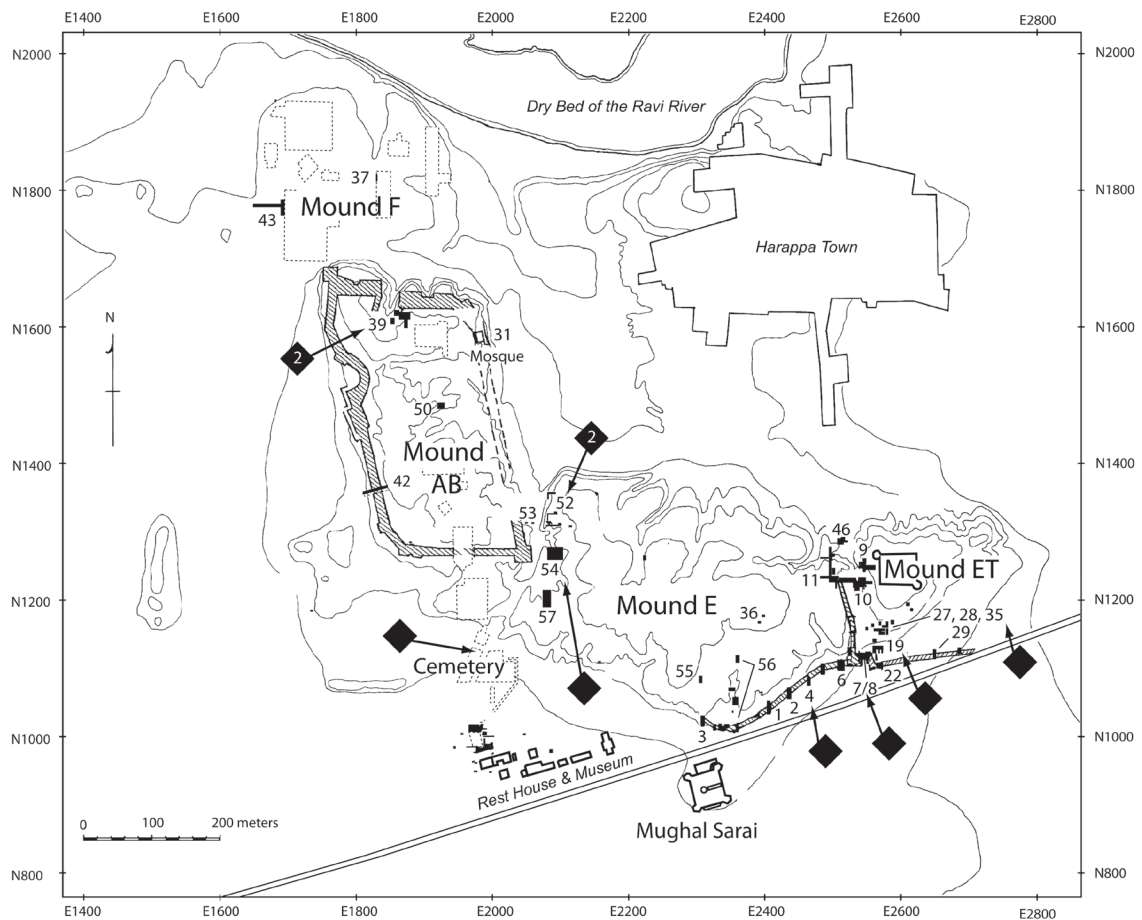 E1400 E1600 E1800 E2000 E2200 E2400 E2600 E2800
N2000 N2000
Dry Bed of the Ravi River
37
N1800 N1800
43 Mound F
Harappa Town
N
N1600 39 31 N1600
Mosque
2
50
2
Mound
AB
N1400 N1400
42
52
53
46
54
9
11 Mound ET
10
57
N1200 Mound E N1200
36
27, 28, 35
29
19
Cemetery
55 56
6 22
7/8
4
2
1
3
N1000 N1000
Rest House & Museum
Mughal Sarai
0 100 200 meters
N800 N800
E1400 E1600 E1800 E2000 E2200 E2400 E2600 E2800